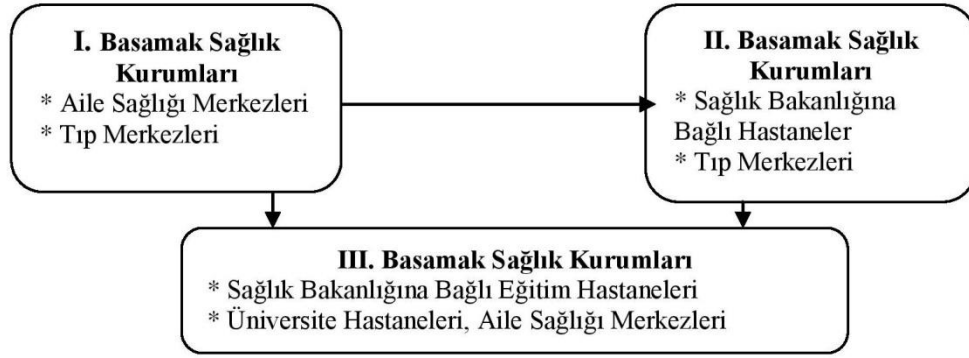 I. Basamak Sağlık
Kurumları
* Aile Sağlığı Merkezleri
* Tıp Merkezleri
II. Basamak Sağlık
Kurumları
* Sağlık Bakanlığına
Bağlı Hastaneler
* Tıp Merkezleri
III. Basamak Sağlık Kurumları
* Sağlık Bakanlığına Bağlı Eğitim Hastaneleri
* Üniversite Hastaneleri, Aile Sağlığı Merkezleri